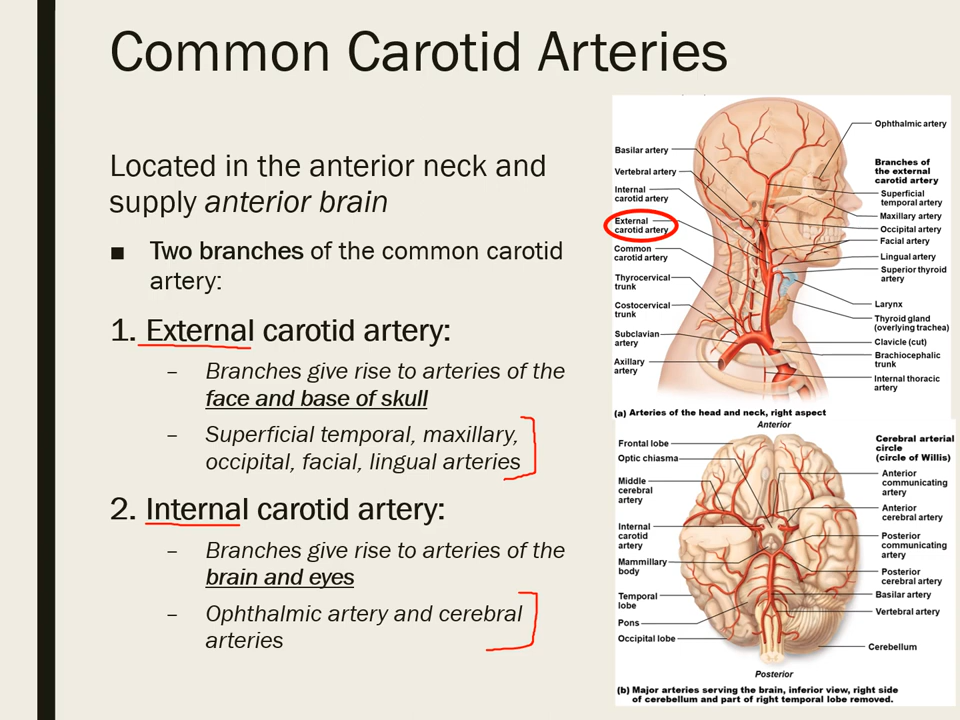 Common Carotid Arteries
Located in the anterior neck and
supply anterior brain
■ Two branches of the common carotid
artery:
1. External carotid artery:
– Branches give rise to arteries of the
face and base of skull
– Superficial temporal, maxillary,
occipital, facial, lingual arteries
2. Internal carotid artery:
– Branches give rise to arteries of the
brain and eyes
– Ophthalmic artery and cerebral
arteries
Basilar artery
Vertebral artery
Internal
carotid artery
External
carotid artery
Common
carotid artery
Thyrocervical
trunk
Costocervical
trunk
Subclavian
artery
Axillary
artery
Ophthalmic artery
Branches of
the external
carotid artery
Superficial
temporal artery
Maxillary artery
Occipital artery
Facial artery
Lingual artery
Superior thyroid
artery
Larynx
Thyroid gland
(overlying trachea)
Clavicle (cut)
Brachiocephalic
trunk
Internal thoracic
artery
(a) Arteries of the head and neck, right aspect
Anterior
Frontal lobe
Optic chiasma
Middle
cerebral
artery
Internal
carotid
artery
Mammillary
body
Temporal
lobe
Pons
Occipital lobe
Cerebral arterial
circle
(circle of Willis)
Anterior
communicating
artery
Anterior
cerebral artery
Posterior
communicating
artery
Posterior
cerebral artery
Basilar artery
Vertebral artery
Cerebellum
Posterior
(b) Major arteries serving the brain, inferior view, right side
of cerebellum and part of right temporal lobe removed.